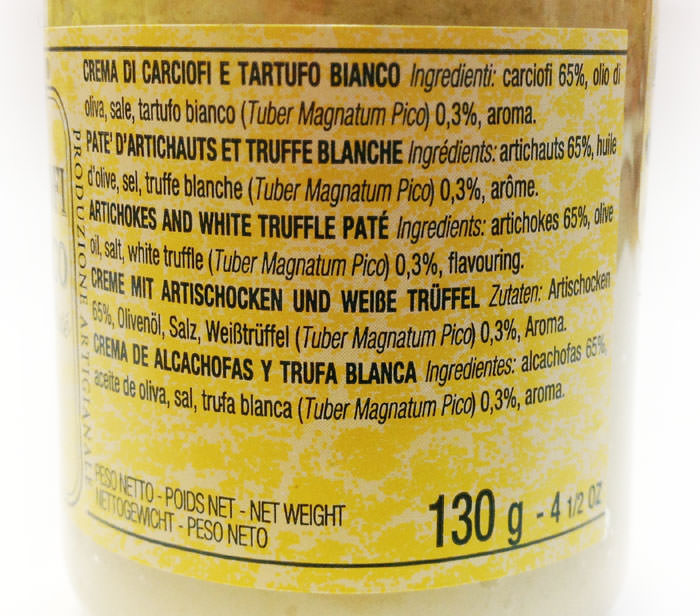 CREMA DI CARCIOFI E TARTUFO BIANCO Ingredienti: carciofi 65%, olio di
oliva, sale, tartufo bianco (Tuber Magnatum Pico) 0,3%, aroma.
PATE' D'ARTICHAUTS ET TRUFFE BLANCHE Ingrédients: artichauts 65%, huile
d'olive, sel, truffe blanche (Tuber Magnatum Pico) 0,3%, arôme.
ARTICHOKES AND WHITE TRUFFLE PATÉ Ingredients: artichokes 65%, olive
oil, salt, white truffle (Tuber Magnatum Pico) 0,3%, flavouring.
CREME MIT ARTISCHOCKEN UND WEIßE TRÜFFEL Zutaten: Artischocken
65%, Olivenöl, Salz, Weißtrüffel (Tuber Magnatum Pico) 0,3%, Aroma.
CREMA DE ALCACHOFAS Y TRUFA BLANCA Ingredientes: alcachofas 65%,
aceite de oliva, sal, trufa blanca (Tuber Magnatum Pico) 0,3%, aroma.
PESO NETTO - POIDS NET - NET WEIGHT
NETTOGEWICHT - PESO NETO
130 g - 4 1/2 OZ
PRODUZIONE ARTIGIANALE